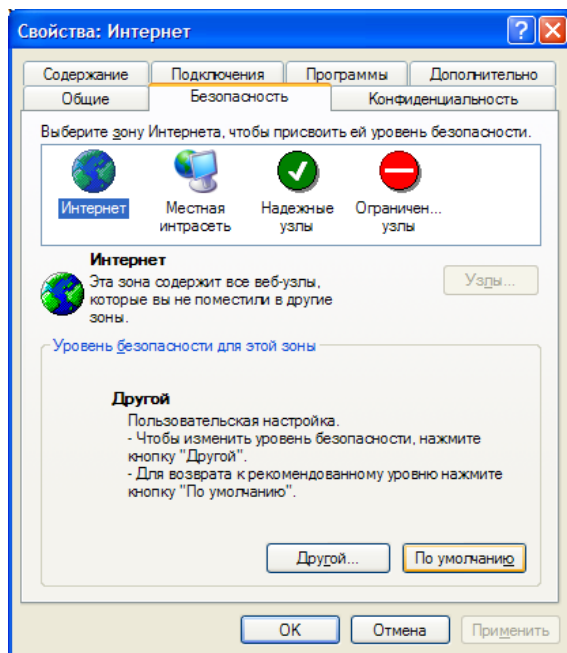 Свойства: Интернет
Содержание Подключения Программы Дополнительно
Общие Безопасность Конфиденциальность
Выберите зону Интернета, чтобы присвоить ей уровень безопасности.
Интернет Местная интрасеть Надежные узлы Ограничен... узлы
Интернет
Эта зона содержит все веб-узлы,
которые вы не поместили в другие
зоны.
Узлы...
Уровень безопасности для этой зоны
Другой
Пользовательская настройка.
- Чтобы изменить уровень безопасности, нажмите
кнопку "Другой".
- Для возврата к рекомендованному уровню нажмите
кнопку "По умолчанию".
Другой... По умолчанию
OK Отмена Применить